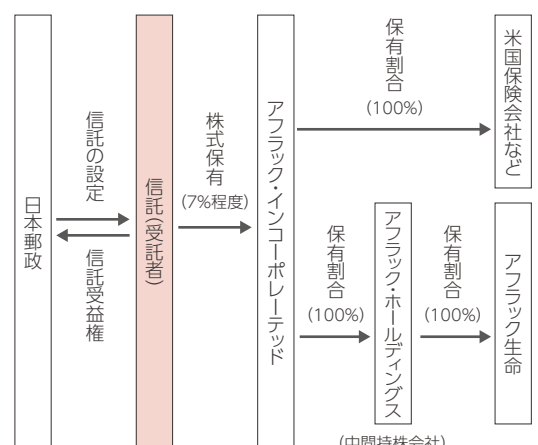 日本郵政
信託の設定
信託受益権
信託(受託者)
株式保有
(7%程度)
アフラック・インコーポレーテッド
保有割合
(100%)
米国保険会社など
保有割合
(100%)
アフラック・ホールディングス
(中間持株会社)
保有割合
(100%)
アフラック生命